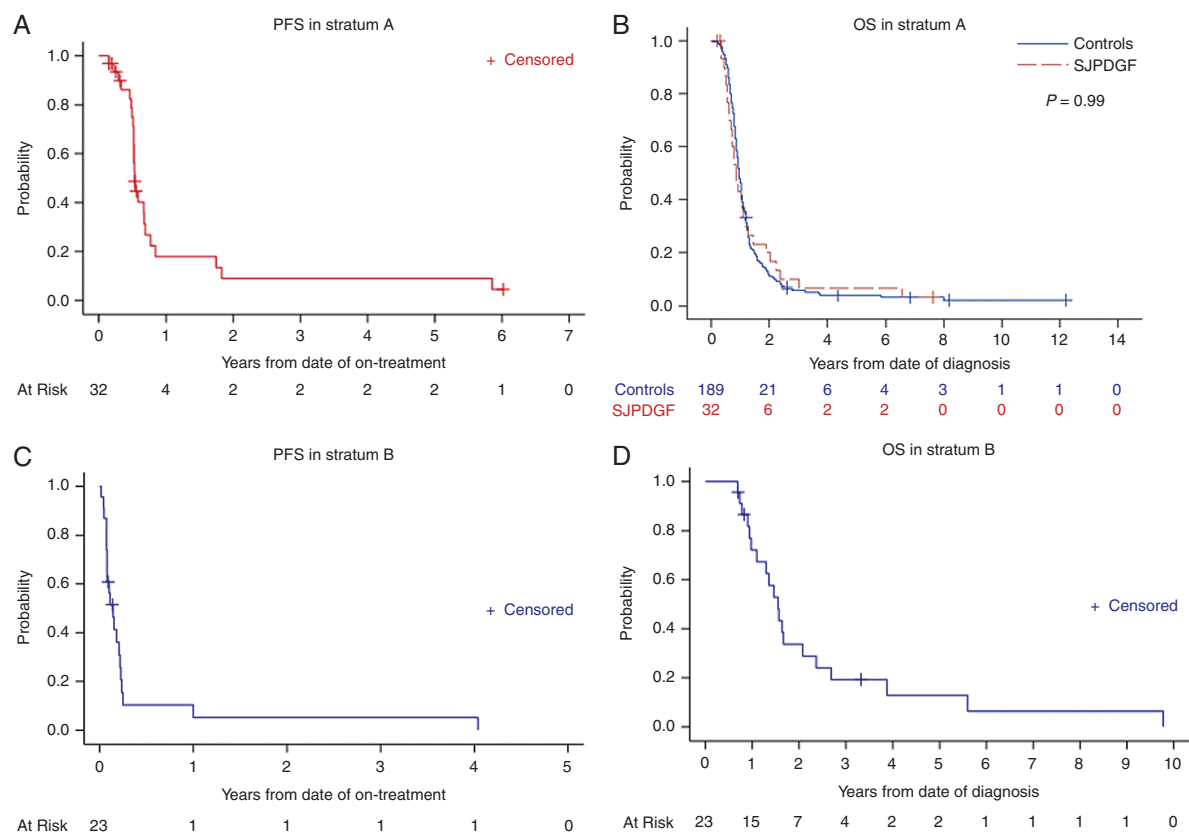 A
PFS in stratum A
1.0
0.8
0.6
0.4
0.2
0.0
Probability
+ Censored
0 1 2 3 4 5 6 7
Years from date of on-treatment
At Risk 32 4 2 2 2 2 1 0
B
OS in stratum A
1.0
0.8
0.6
0.4
0.2
0.0
Probability
Controls
SJPDGF
P = 0.99
0 2 4 6 8 10 12 14
Years from date of diagnosis
Controls 189 21 6 4 3 1 1 0
SJPDGF 32 6 2 2 0 0 0 0
C
PFS in stratum B
1.0
0.8
0.6
0.4
0.2
0.0
Probability
+ Censored
0 1 2 3 4 5
Years from date of on-treatment
At Risk 23 1 1 1 1 0
D
OS in stratum B
1.0
0.8
0.6
0.4
0.2
0.0
Probability
+ Censored
0 1 2 3 4 5 6 7 8 9 10
Years from date of diagnosis
At Risk 23 15 7 4 2 2 1 1 1 1 0